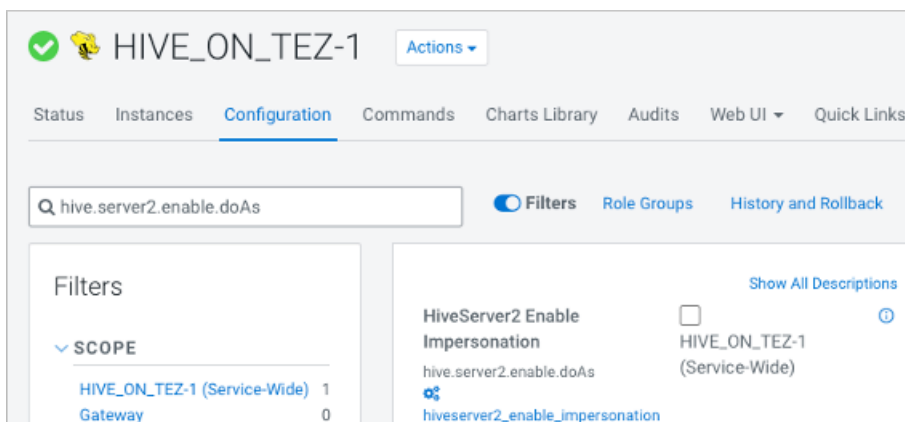 HIVE_ON_TEZ-1 Actions
Status Instances Configuration Commands Charts Library Audits Web UI Quick Links
hive.server2.enable.doAs Filters Role Groups History and Rollback
Filters
Show All Descriptions
HiveServer2 Enable
Impersonation
HIVE_ON_TEZ-1
(Service-Wide)
hive.server2.enable.doAs
hiveserver2_enable_impersonation
SCOPE
HIVE_ON_TEZ-1 (Service-Wide) 1
Gateway 0